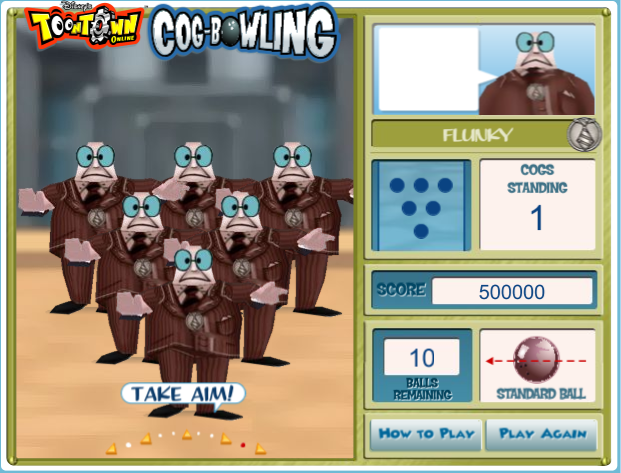 Disney's
TOONTOWN
ONLINE
COG-BOWLING
FLUNKY
COGS
STANDING
1
SCORE 500000
10
BALLS
REMAINING
STANDARD BALL
TAKE AIM!
HOW TO PLAY
PLAY AGAIN